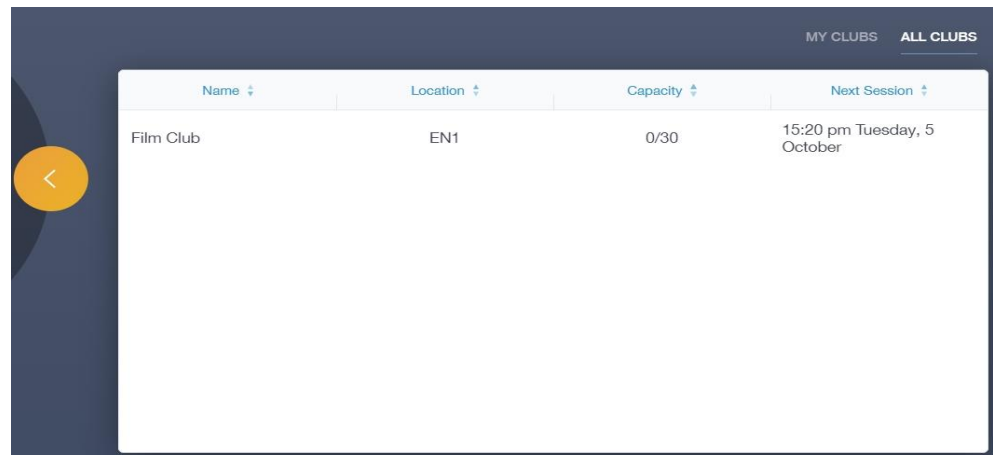 MY CLUBS ALL CLUBS
Name Location Capacity Next Session
Film Club EN1 0/30 15:20 pm Tuesday, 5
October